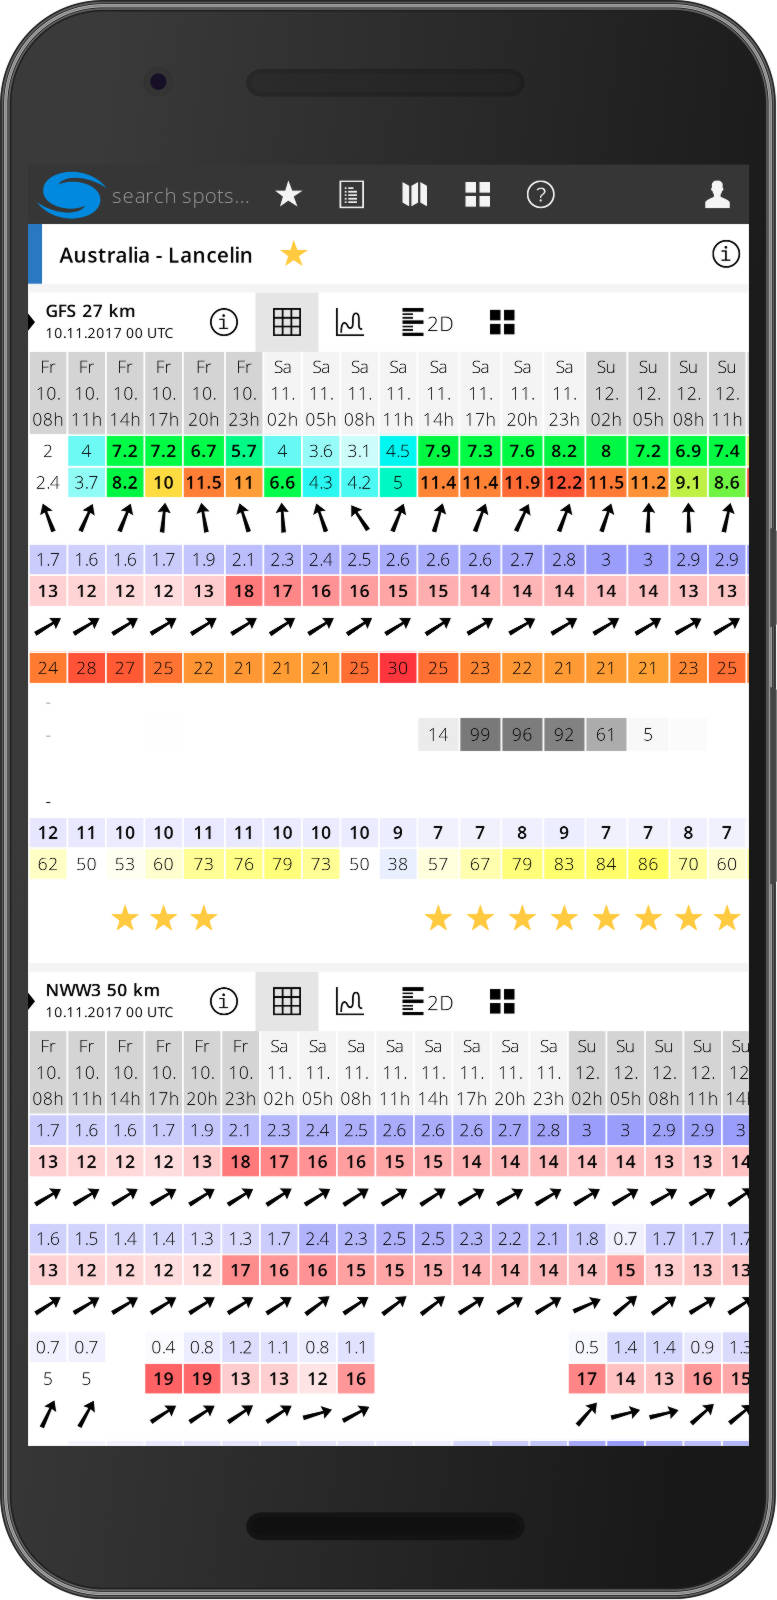 search spots...
Australia - Lancelin
GFS 27 km
10.11.2017 00 UTC
2D
Fr Fr Fr Fr Fr Fr Sa Sa Sa Sa Sa Sa Sa Sa Su Su Su Su
10. 10. 10. 10. 10. 10. 11. 11. 11. 11. 11. 11. 11. 11. 12. 12. 12. 12.
08h 11h 14h 17h 20h 23h 02h 05h 08h 11h 14h 17h 20h 23h 02h 05h 08h 11h
2 4 7.2 7.2 6.7 5.7 4 3.6 3.1 4.5 7.9 7.3 7.6 8.2 8 7.2 6.9 7.4
2.4 3.7 8.2 10 11.5 11 6.6 4.3 4.2 5 11.4 11.4 11.9 12.2 11.5 11.2 9.1 8.6
1.7 1.6 1.6 1.7 1.9 2.1 2.3 2.4 2.5 2.6 2.6 2.6 2.7 2.8 3 3 2.9 2.9
13 12 12 12 13 18 17 16 16 15 15 14 14 14 14 14 13 13
24 28 27 25 22 21 21 21 25 30 25 23 22 21 21 21 23 25
-
- 14 99 96 92 61 5
-
12 11 10 10 11 11 10 10 10 9 7 7 8 9 7 7 8 7
62 50 53 60 73 76 79 73 50 38 57 67 79 83 84 86 70 60
NWW3 50 km
10.11.2017 00 UTC
2D
Fr Fr Fr Fr Fr Fr Sa Sa Sa Sa Sa Sa Sa Sa Su Su Su Su Su
10. 10. 10. 10. 10. 10. 11. 11. 11. 11. 11. 11. 11. 11. 12. 12. 12. 12. 12
08h 11h 14h 17h 20h 23h 02h 05h 08h 11h 14h 17h 20h 23h 02h 05h 08h 11h 14
1.7 1.6 1.6 1.7 1.9 2.1 2.3 2.4 2.5 2.6 2.6 2.6 2.7 2.8 3 3 2.9 2.9 3
13 12 12 12 13 18 17 16 16 15 15 14 14 14 14 14 13 13 14
1.6 1.5 1.4 1.4 1.3 1.3 1.7 2.4 2.3 2.5 2.5 2.3 2.2 2.1 1.8 0.7 1.7 1.7 1.7
13 12 12 12 12 17 16 16 15 15 15 14 14 14 14 15 13 13 13
0.7 0.7 0.4 0.8 1.2 1.1 0.8 1.1 0.5 1.4 1.4 0.9 1.3
5 5 19 19 13 13 12 16 17 14 13 16 15